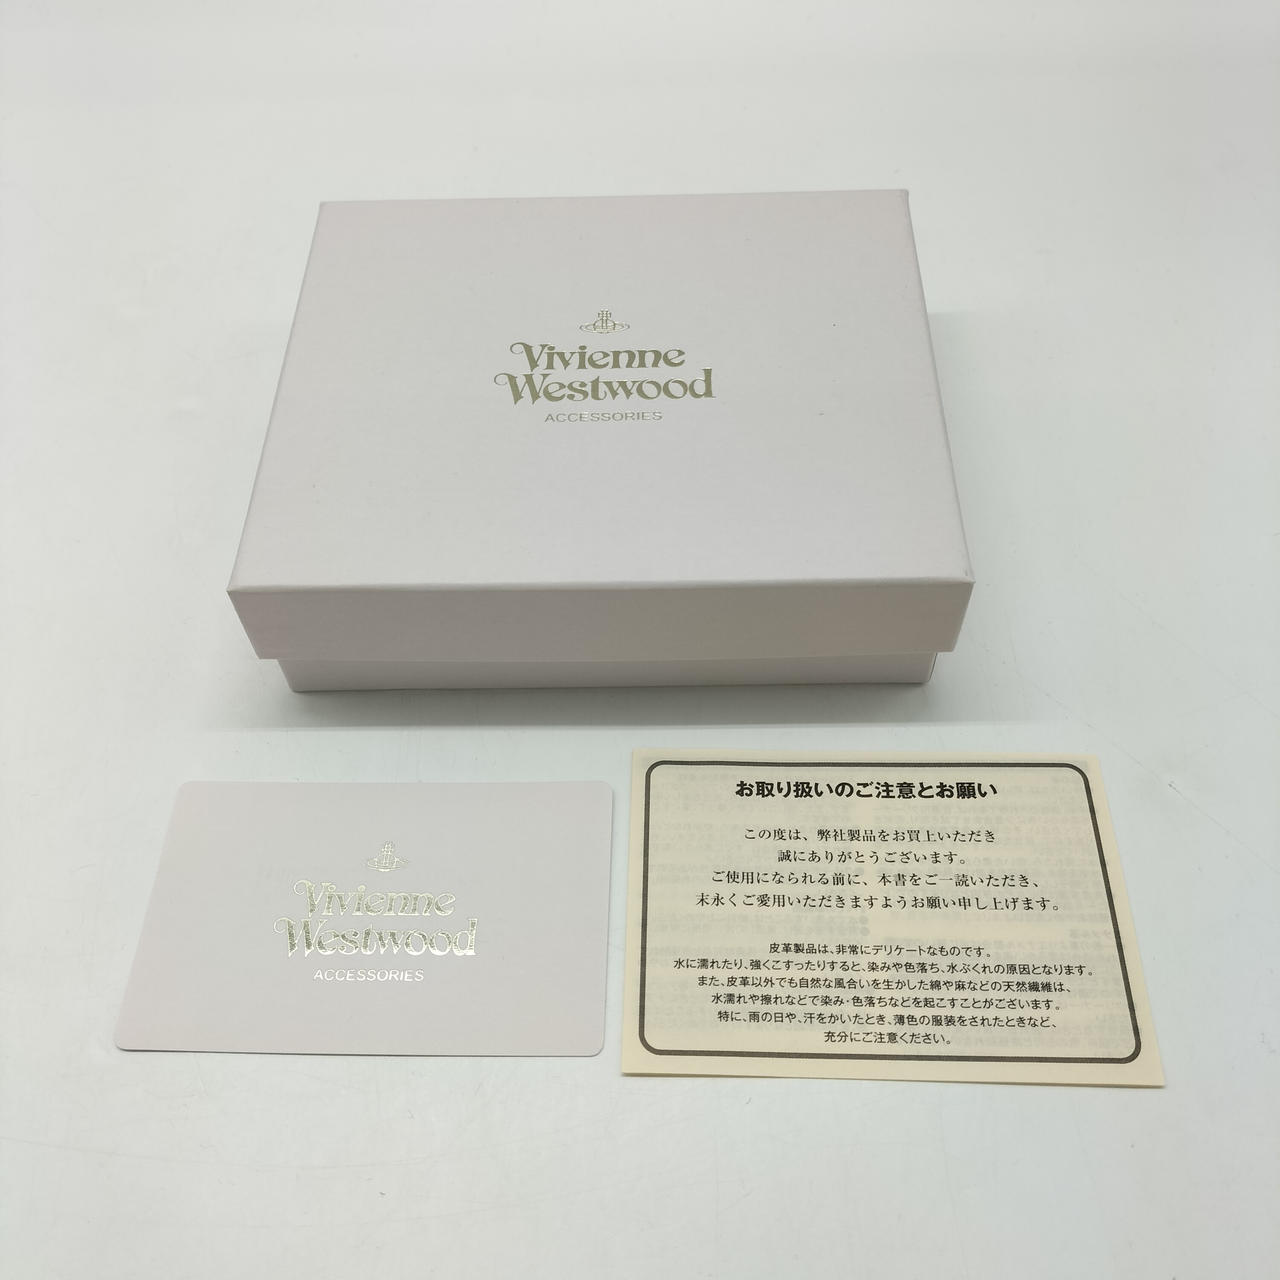 Vivienne
Westwood
ACCESSORIES
Vivienne
Westwood
ACCESSORIES
お取り扱いのご注意とお願い
この度は、弊社製品をお買上いただき
誠にありがとうございます。
ご使用になられる前に、本書をご一読いただき、
末永くご愛用いただきますようお願い申し上げます。
皮革製品は、非常にデリケートなものです。
水に濡れたり、強くこすったりすると、染みや色落ち、水ぶくれの原因となります。
また、皮革以外でも自然な風合いを生かした綿や麻などの天然繊維は、
水濡れや擦れなどで染み・色落ちなどを起こすことがございます。
特に、雨の日や、汗をかいたとき、薄色の服装をされたときなど、
充分にご注意ください。